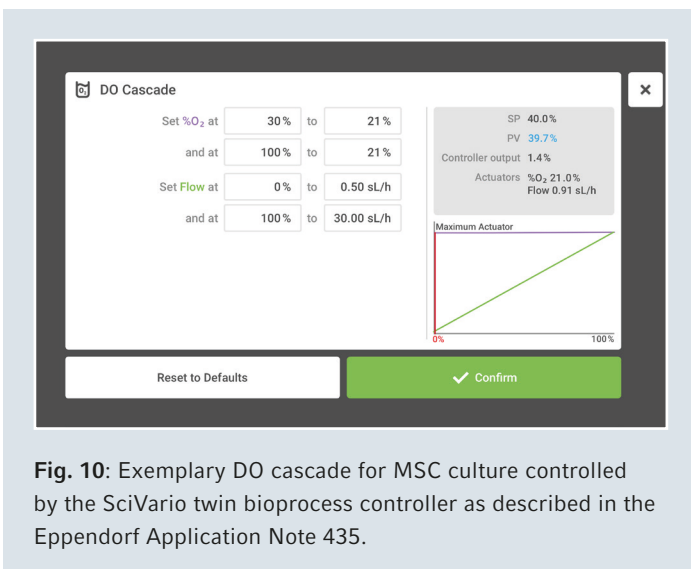 DO Cascade
Set %O₂ at 30% to 21%
and at 100% to 21%
Set Flow at 0% to 0.50 sL/h
and at 100% to 30.00 sL/h
SP 40.0%
PV 39.7%
Controller output 1.4%
Actuators %O₂ 21.0%
Flow 0.91 sL/h
Maximum Actuator
0% 100%
Reset to Defaults
Confirm
Fig. 10: Exemplary DO cascade for MSC culture controlled
by the SciVario twin bioprocess controller as described in the
Eppendorf Application Note 435.